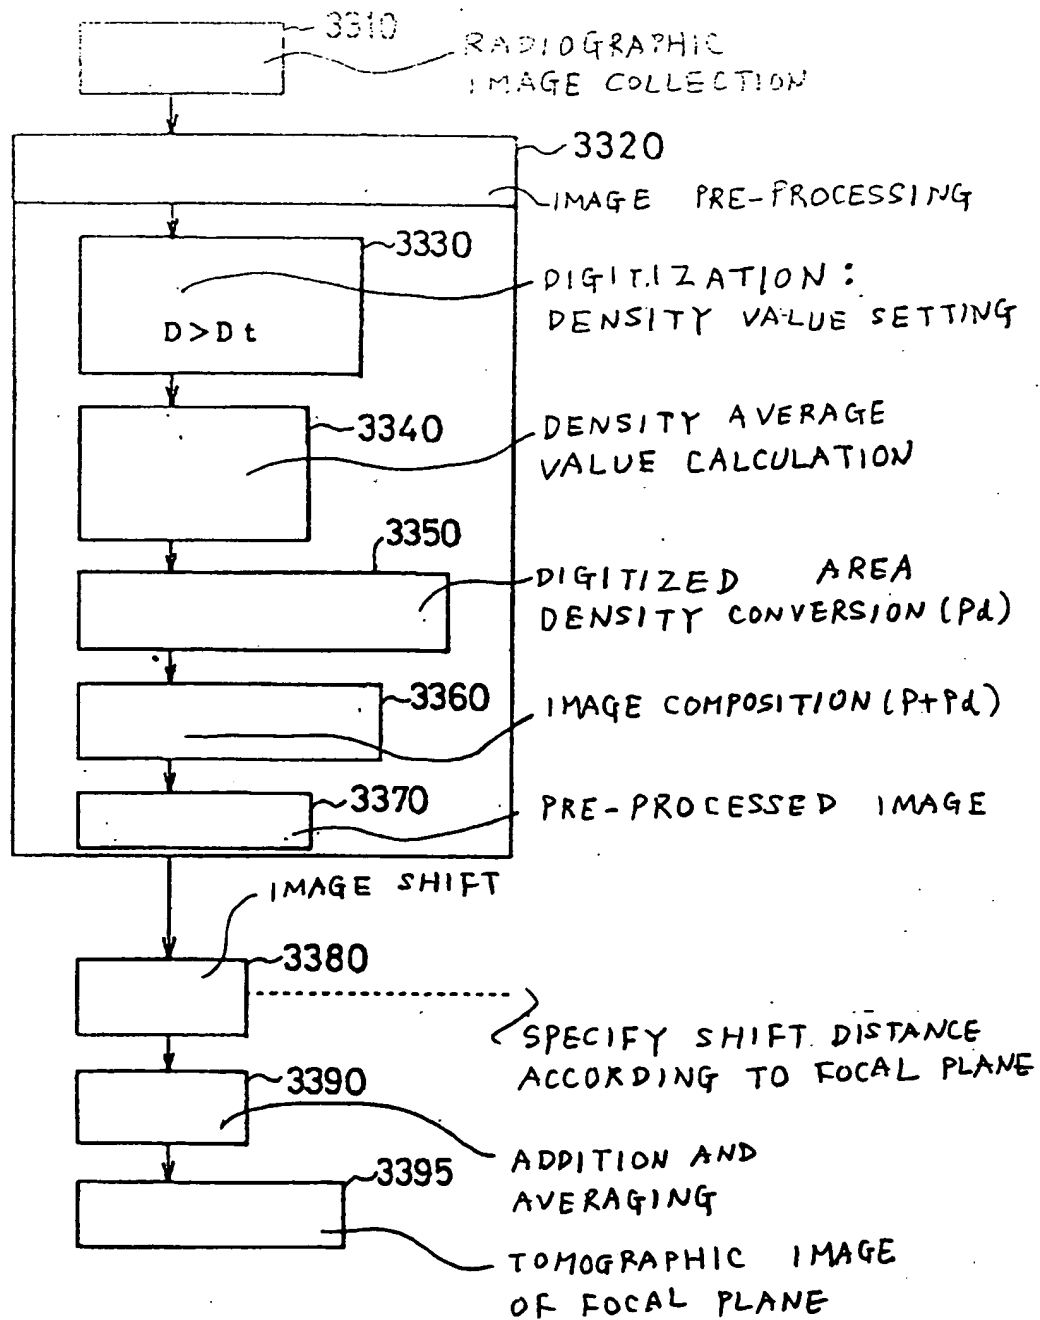 3310
RADIOGRAPHIC
IMAGE COLLECTION
3320
IMAGE PRE-PROCESSING
3330
DIGITIZATION:
DENSITY VALUE SETTING
D>Dt
3340
DENSITY AVERAGE
VALUE CALCULATION
3350
DIGITIZED AREA
DENSITY CONVERSION (Pd)
3360
IMAGE COMPOSITION (P+Pd)
3370
PRE-PROCESSED IMAGE
IMAGE SHIFT
3380
SPECIFY SHIFT DISTANCE
ACCORDING TO FOCAL PLANE
3390
ADDITION AND
AVERAGING
3395
TOMOGRAPHIC IMAGE
OF FOCAL PLANE